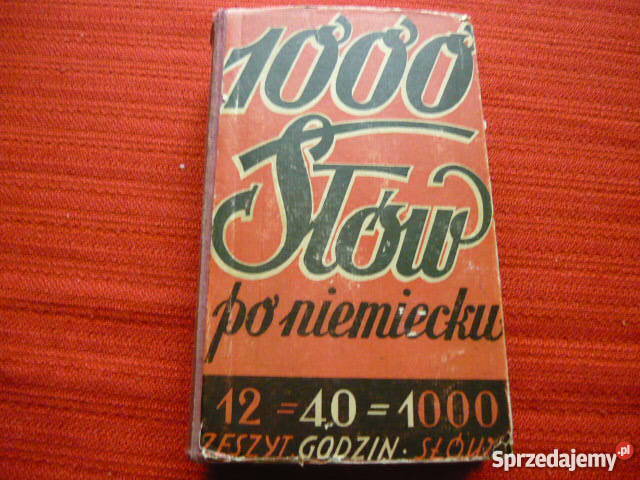 1000
Słów
po niemiecku
12 = 40 = 1000
ZESZYT GODZIN · SŁÓW
Sprzedajemy.pl